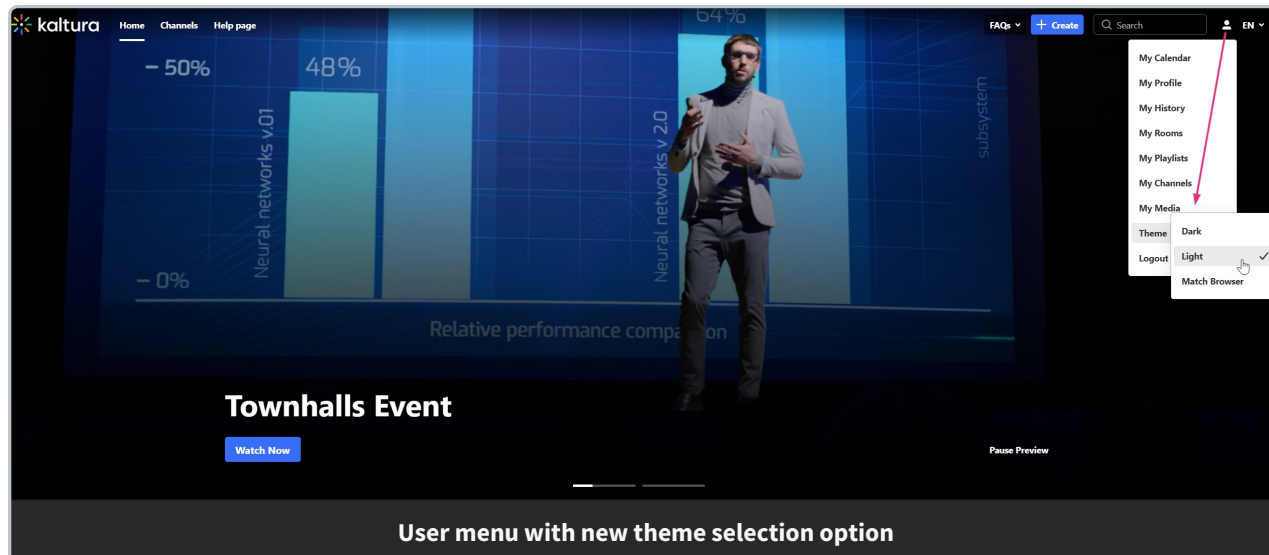 kaltura Home Channels Help page FAQs + Create Search EN
64%
50%
48%
Neural networks v.01
Neural networks v 2.0
subsystem
0%
Relative performance
My Calendar
My Profile
My History
My Rooms
My Playlists
My Channels
My Media
Theme
Logout
Dark
Light
Match Browser
Townhalls Event
Watch Now
Pause Preview
User menu with new theme selection option